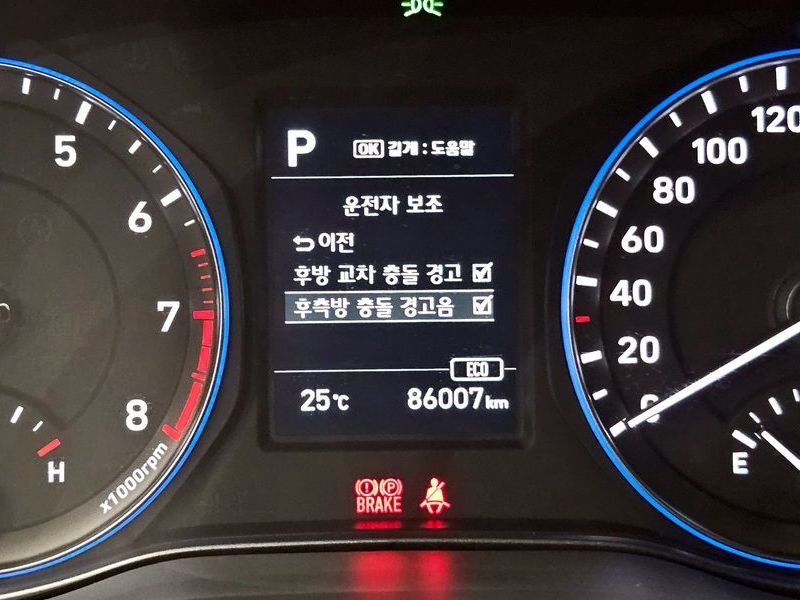 5
6
7
8
x1000rpm
H
P OK 길게 : 도움말
운전자 보조
이전
후방 교차 충돌 경고
후측방 충돌 경고음
ECO
25℃ 86007km
BRAKE
120
100
80
60
40
20
0
E